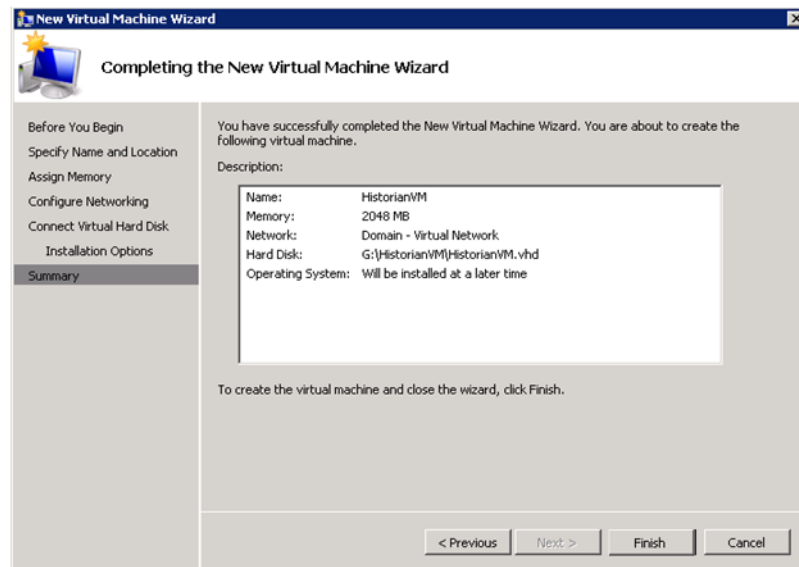 New Virtual Machine Wizard
Completing the New Virtual Machine Wizard
Before You Begin
Specify Name and Location
Assign Memory
Configure Networking
Connect Virtual Hard Disk
Installation Options
Summary
You have successfully completed the New Virtual Machine Wizard. You are about to create the
following virtual machine.
Description:
Name: HistorianVM
Memory: 2048 MB
Network: Domain - Virtual Network
Hard Disk: G:\HistorianVM\HistorianVM.vhd
Operating System: Will be installed at a later time
To create the virtual machine and close the wizard, click Finish.
< Previous Next > Finish Cancel